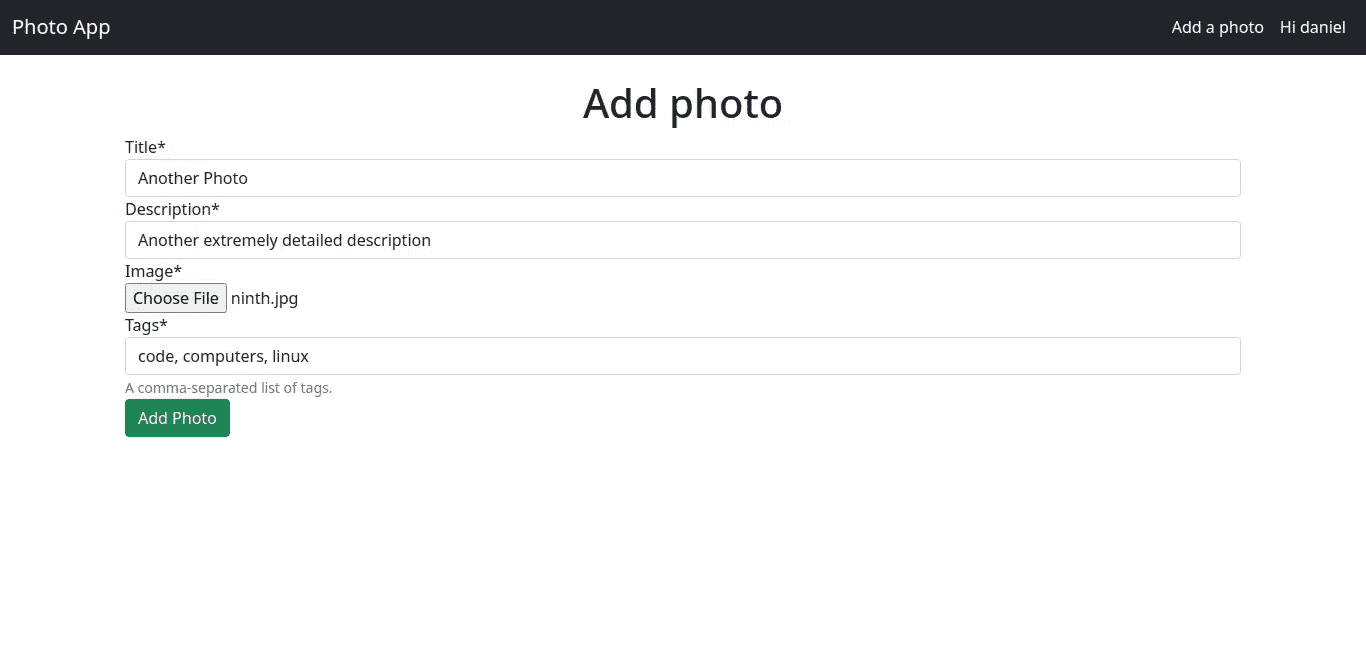 Photo App
Add a photo Hi daniel
Add photo
Title*
Another Photo
Description*
Another extremely detailed description
Image*
Choose File ninth.jpg
Tags*
code, computers, linux
A comma-separated list of tags.
Add Photo